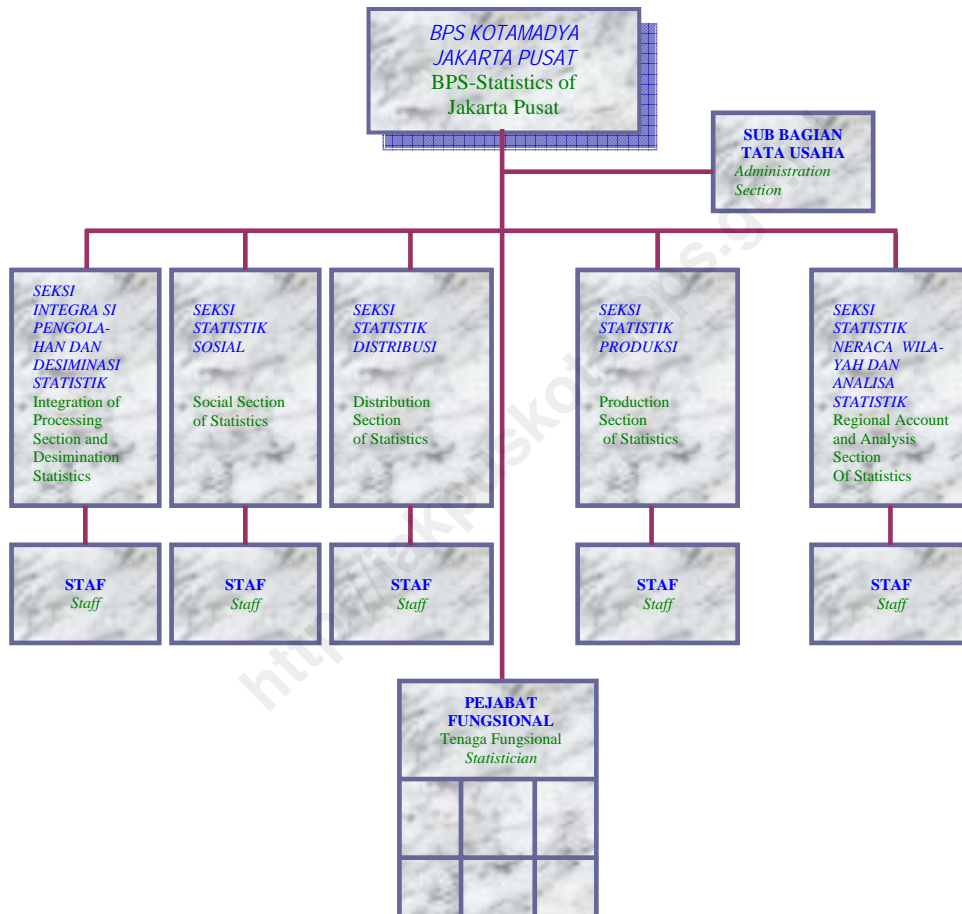 BPS KOTAMADYA
JAKARTA PUSAT
BPS-Statistics of
Jakarta Pusat
SUB BAGIAN
TATA USAHA
Administration
Section
SEKSI
INTEGRA SI
PENGOLA-
HAN DAN
DESIMINASI
STATISTIK
Integration of
Processing
Section and
Desimination
Statistics
SEKSI
STATISTIK
SOSIAL
Social Section
of Statistics
SEKSI
STATISTIK
DISTRIBUSI
Distribution
Section
of Statistics
SEKSI
STATISTIK
PRODUKSI
Production
Section
of Statistics
SEKSI
STATISTIK
NERACA WILA-
YAH DAN
ANALISA
STATISTIK
Regional Account
and Analysis
Section
Of Statistics
STAF
Staff
STAF
Staff
STAF
Staff
STAF
Staff
STAF
Staff
PEJABAT
FUNGSIONAL
Tenaga Fungsional
Statistician